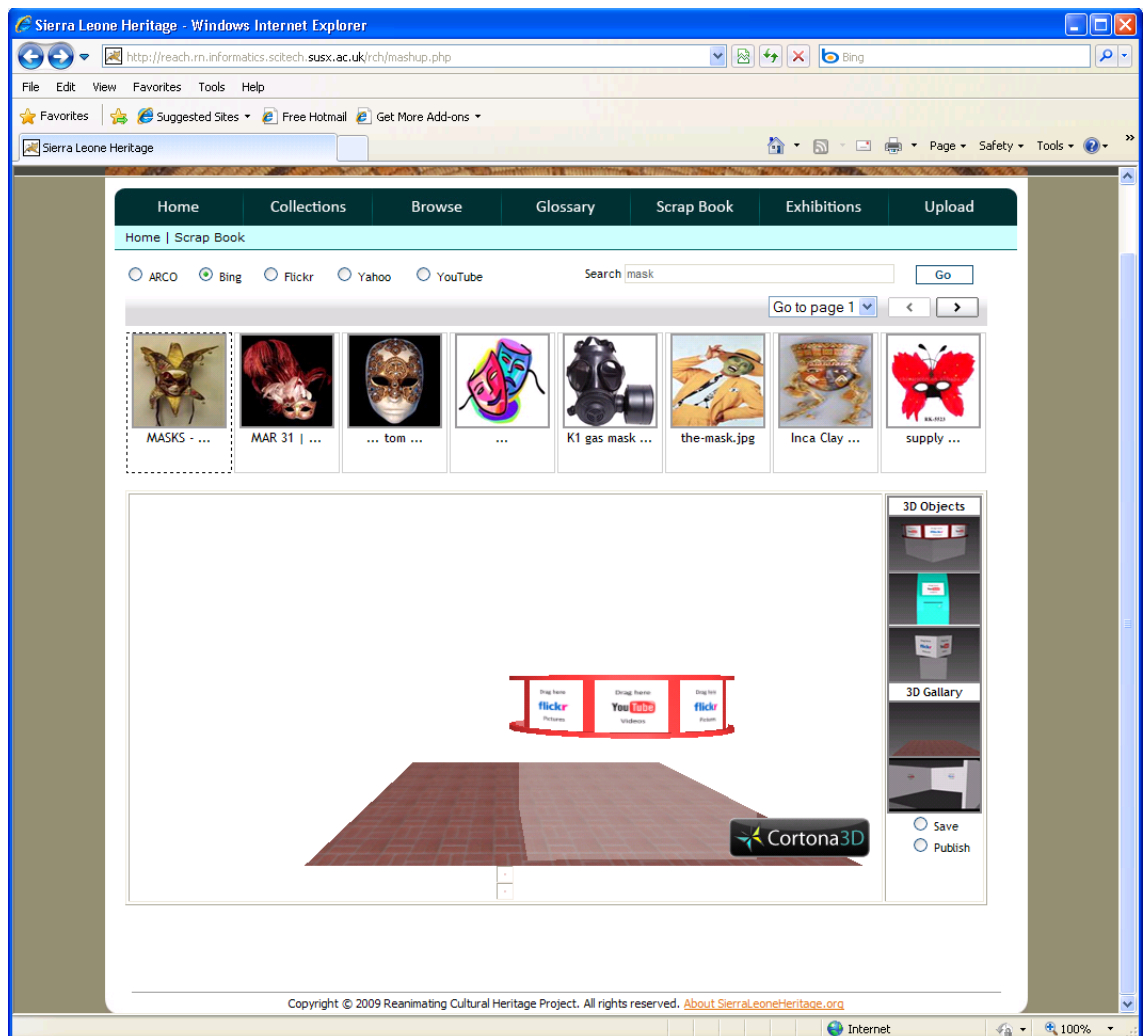 Sierra Leone Heritage - Windows Internet Explorer
http://reach.rn.informatics.scitech.susx.ac.uk/rch/mashup.php
Bing
File Edit View Favorites Tools Help
Favorites Suggested Sites Free Hotmail Get More Add-ons
Sierra Leone Heritage Page Safety Tools
Home Collections Browse Glossary Scrap Book Exhibitions Upload
Home | Scrap Book
ARCO Bing Flickr Yahoo YouTube Search mask Go
Go to page 1 < >
MASKS - ... MAR 31 | ... ... tom ... ... K1 gas mask ... the-mask.jpg Inca Clay ... supply ...
3D Objects
3D Gallary
Drag here Drag here
flickr YouTube flickr
Pictures Videos
Cortona3D
Save
Publish
Copyright © 2009 Reanimating Cultural Heritage Project. All rights reserved. About SierraLeoneHeritage.org
Internet 100%